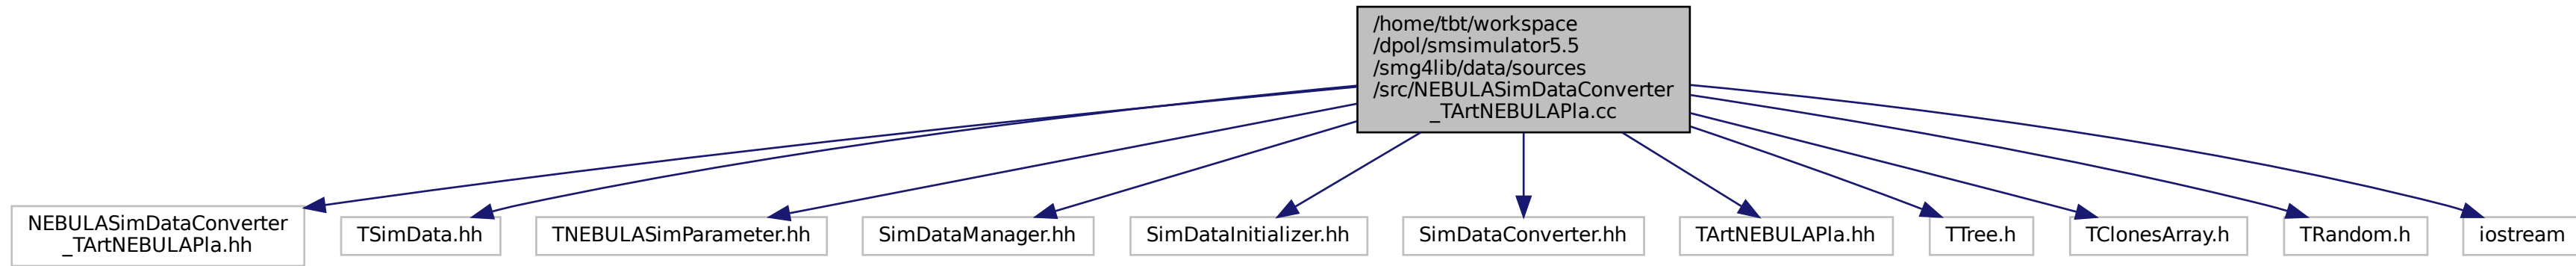 /home/tbt/workspace
/dpol/smsimulator5.5
/smg4lib/data/sources
/src/NEBULASimDataConverter
_TArtNEBULAPla.cc
NEBULASimDataConverter
_TArtNEBULAPla.hh
TSimData.hh
TNEBULASimParameter.hh
SimDataManager.hh
SimDataInitializer.hh
SimDataConverter.hh
TArtNEBULAPla.hh
TTree.h
TClonesArray.h
TRandom.h
iostream